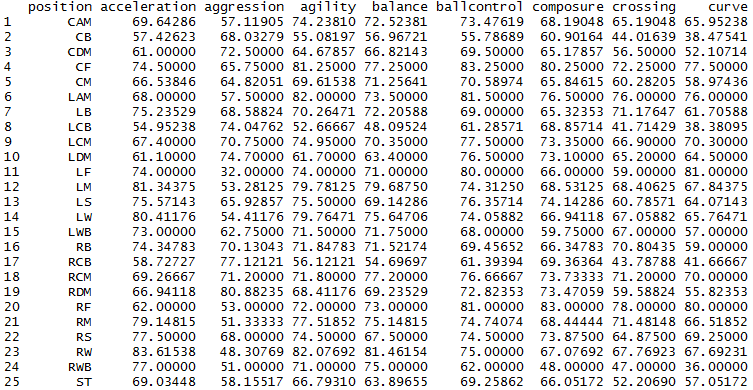 position acceleration aggression agility balance ballcontrol composure crossing curve
1 CAM 69.64286 57.11905 74.23810 72.52381 73.47619 68.19048 65.19048 65.95238
2 CB 57.42623 68.03279 55.08197 56.96721 55.78689 60.90164 44.01639 38.47541
3 CDM 61.00000 72.50000 64.67857 66.82143 69.50000 65.17857 56.50000 52.10714
4 CF 74.50000 65.75000 81.25000 77.25000 83.25000 80.25000 72.25000 77.50000
5 CM 66.53846 64.82051 69.61538 71.25641 70.58974 65.84615 60.28205 58.97436
6 LAM 68.00000 57.50000 82.00000 73.50000 81.50000 76.50000 76.00000 76.00000
7 LB 75.23529 68.58824 70.26471 72.20588 69.00000 65.32353 71.17647 61.70588
8 LCB 54.95238 74.04762 52.66667 48.09524 61.28571 68.85714 41.71429 38.38095
9 LCM 67.40000 70.75000 74.95000 70.35000 77.50000 73.35000 66.90000 70.30000
10 LDM 61.10000 74.70000 61.70000 63.40000 76.50000 73.10000 65.20000 64.50000
11 LF 74.00000 32.00000 74.00000 71.00000 80.00000 66.00000 59.00000 81.00000
12 LM 81.34375 53.28125 79.78125 79.68750 74.31250 68.53125 68.40625 67.84375
13 LS 75.57143 65.92857 75.50000 69.14286 76.35714 74.14286 60.78571 64.07143
14 LW 80.41176 54.41176 79.76471 75.64706 74.05882 66.94118 67.05882 65.76471
15 LWB 73.00000 62.75000 71.50000 71.75000 68.00000 59.75000 67.00000 57.00000
16 RB 74.34783 70.13043 71.84783 71.52174 69.45652 66.34783 70.80435 59.00000
17 RCB 58.72727 77.12121 56.12121 54.69697 61.39394 69.36364 43.78788 41.66667
18 RCM 69.26667 71.20000 71.80000 77.20000 76.66667 73.73333 71.20000 70.00000
19 RDM 66.94118 80.88235 68.41176 69.23529 72.82353 73.47059 59.58824 55.82353
20 RF 62.00000 53.00000 72.00000 73.00000 81.00000 83.00000 78.00000 80.00000
21 RM 79.14815 51.33333 77.51852 75.14815 74.74074 68.44444 71.48148 66.51852
22 RS 77.50000 68.00000 74.50000 67.50000 74.50000 73.87500 64.87500 69.25000
23 RW 83.61538 48.30769 82.07692 81.46154 75.00000 67.07692 67.76923 67.69231
24 RWB 77.00000 51.00000 71.00000 75.00000 62.00000 48.00000 47.00000 36.00000
25 ST 69.03448 58.15517 66.79310 63.89655 69.25862 66.05172 52.20690 57.05172